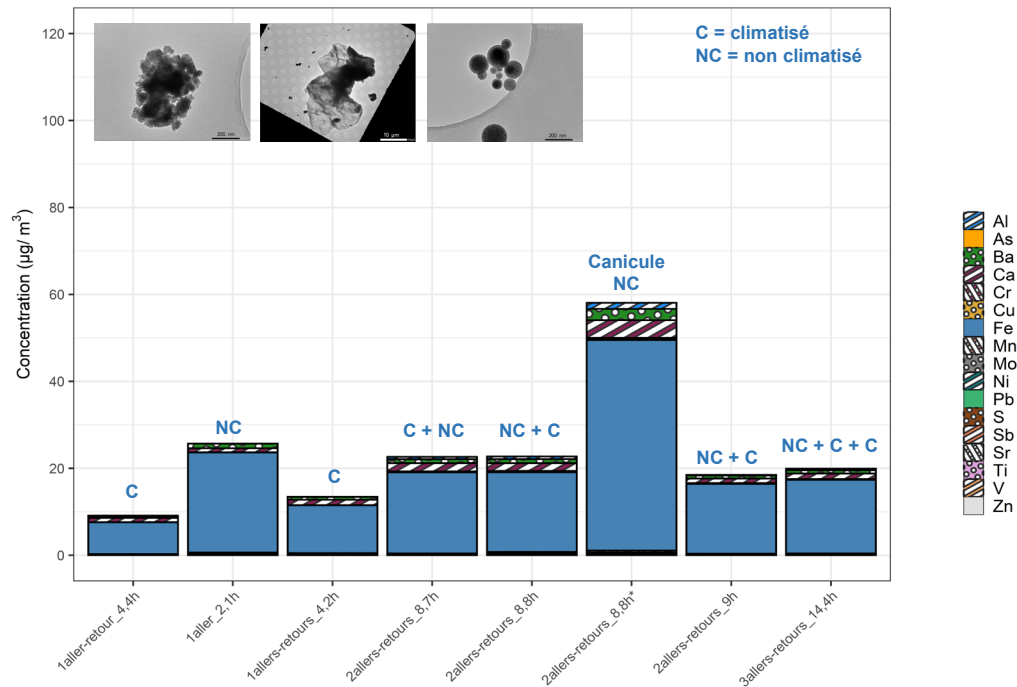 C = climatisé
NC = non climatisé
200 nm
10 µm
200 nm
Concentration (µg/ m³)
120
100
80
60
40
20
0
C
NC
C
C + NC
NC + C
Canicule
NC
NC + C
NC + C + C
1aller-retour_4,4h
1aller_2,1h
1allers-retours_4,2h
2allers-retours_8,7h
2allers-retours_8,8h
2allers-retours_8,8h*
2allers-retours_9h
3allers-retours_14,4h
Al
As
Ba
Ca
Cr
Cu
Fe
Mn
Mo
Ni
Pb
S
Sb
Sr
Ti
V
Zn